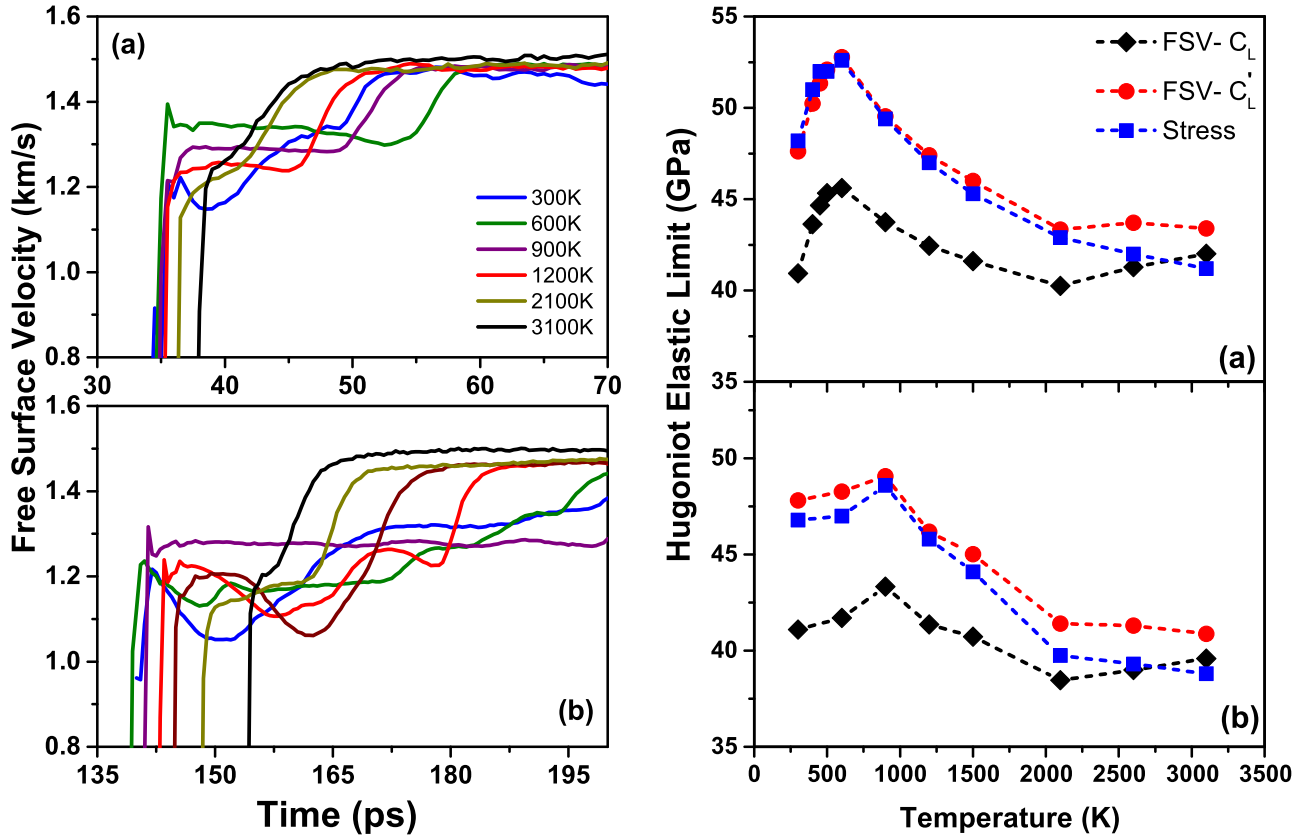 Free Surface Velocity (km/s)
1.6
1.4
1.2
1.0
0.8
(a)
300K
600K
900K
1200K
2100K
3100K
30 40 50 60 70
1.6
1.4
1.2
1.0
0.8
(b)
135 150 165 180 195
Time (ps)
Hugoniot Elastic Limit (GPa)
55
50
45
40
35
FSV- C_L
FSV- C'_L
Stress
(a)
50
45
40
35
(b)
0 500 1000 1500 2000 2500 3000 3500
Temperature (K)